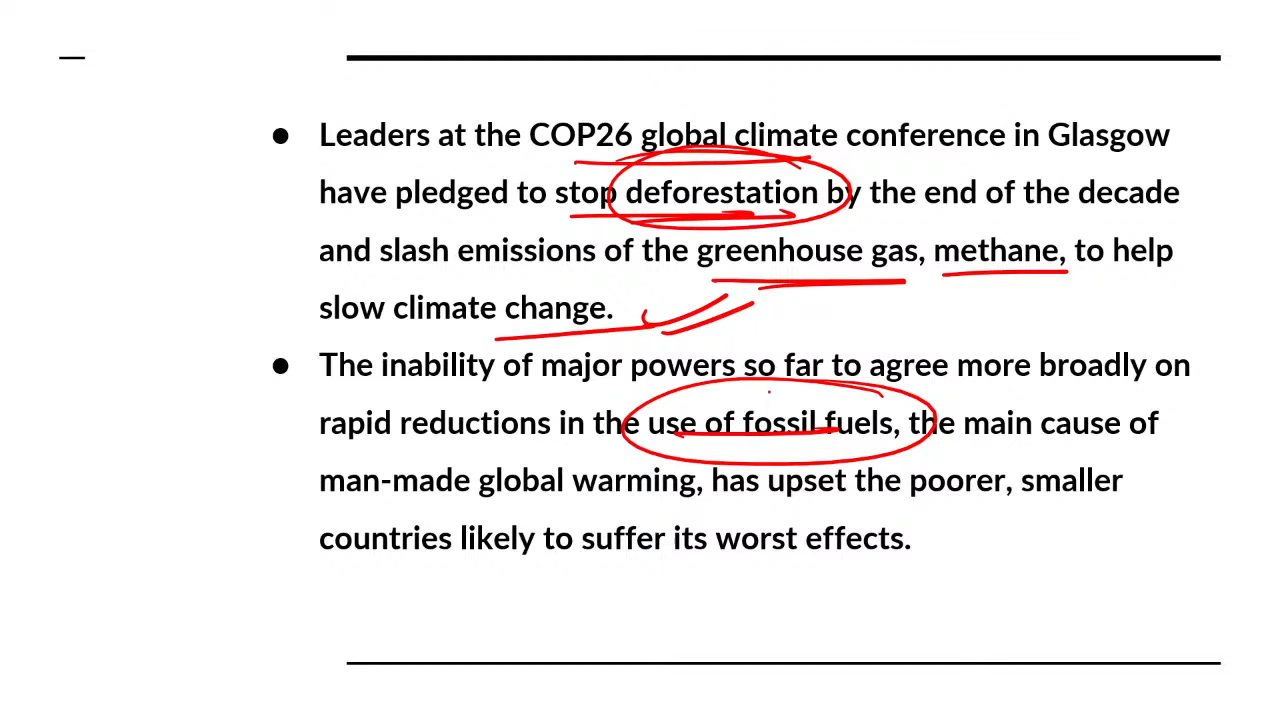 ● Leaders at the COP26 global climate conference in Glasgow
have pledged to stop deforestation by the end of the decade
and slash emissions of the greenhouse gas, methane, to help
slow climate change.
● The inability of major powers so far to agree more broadly on
rapid reductions in the use of fossil fuels, the main cause of
man-made global warming, has upset the poorer, smaller
countries likely to suffer its worst effects.